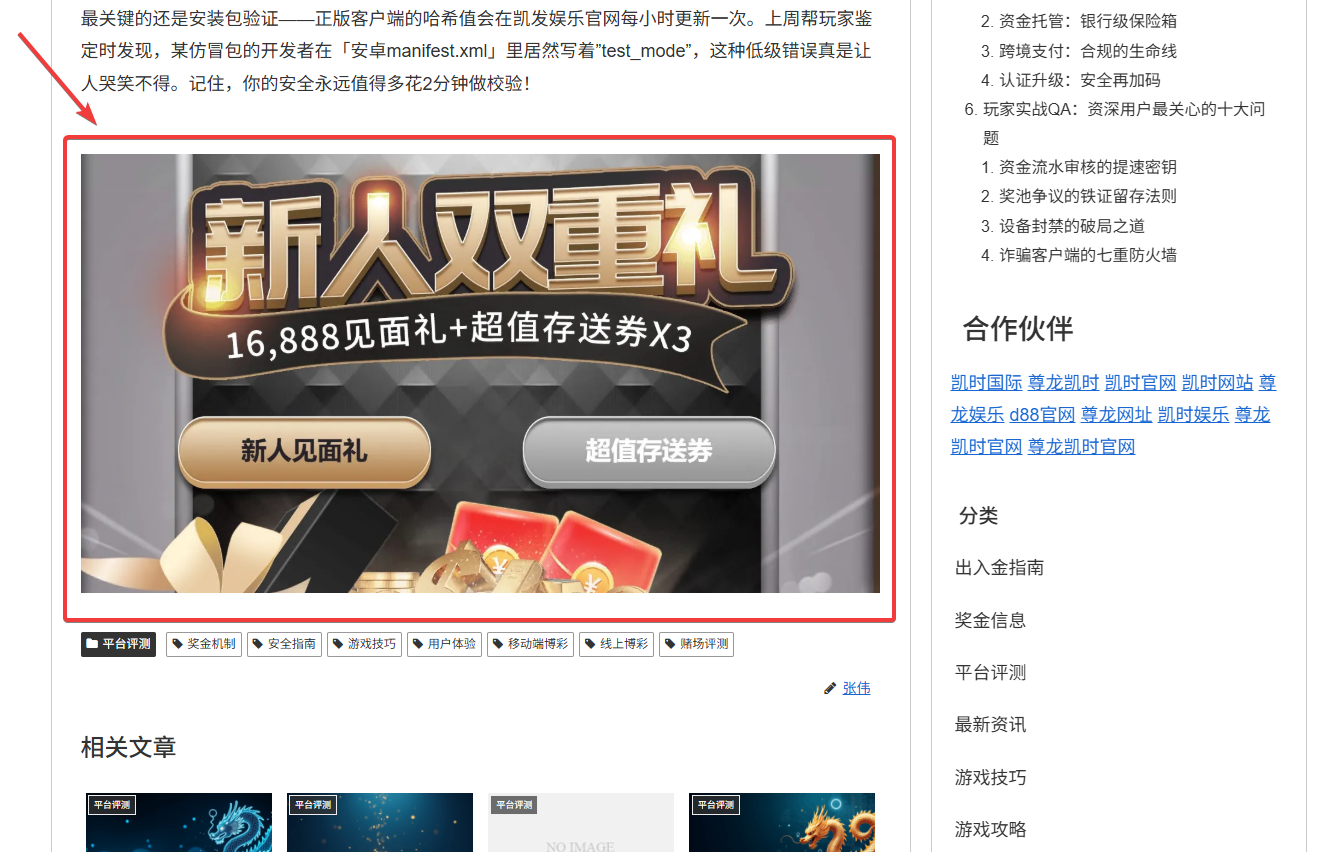 最关键的还是安装包验证——正版客户端的哈希值会在凯发娱乐官网每小时更新一次。上周帮玩家鉴
定时发现，某仿冒包的开发者在「安卓manifest.xml」里居然写着”test_mode”，这种低级错误真是让
人哭笑不得。记住，你的安全永远值得多花2分钟做校验！
新人双重礼
16,888见面礼+超值存送券X3
新人见面礼
超值存送券
平台评测 奖金机制 安全指南 游戏技巧 用户体验 移动端博彩 线上博彩 赌场评测
张伟
相关文章
平台评测
平台评测
平台评测
NO IMAGE
平台评测
2. 资金托管：银行级保险箱
3. 跨境支付：合规的生命线
4. 认证升级：安全再加码
6. 玩家实战QA：资深用户最关心的十大问
题
1. 资金流水审核的提速密钥
2. 奖池争议的铁证留存法则
3. 设备封禁的破局之道
4. 诈骗客户端的七重防火墙
合作伙伴
凯时国际 尊龙凯时 凯时官网 凯时网站 尊
龙娱乐 d88官网 尊龙网址 凯时娱乐 尊龙
凯时官网 尊龙凯时官网
分类
出入金指南
奖金信息
平台评测
最新资讯
游戏技巧
游戏攻略